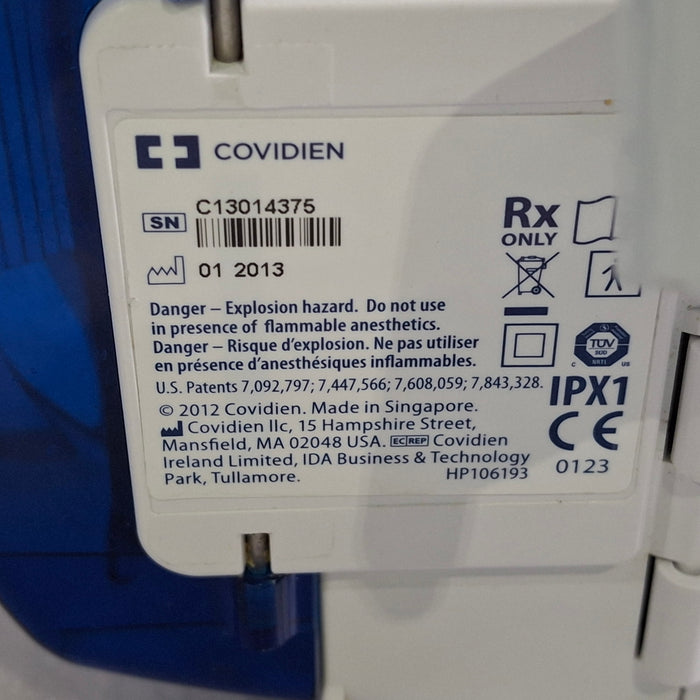 COVIDIEN
SN C13014375
01 2013
Rx
ONLY
Danger – Explosion hazard. Do not use
in presence of flammable anesthetics.
Danger – Risque d'explosion. Ne pas utiliser
en présence d'anesthésiques inflammables.
TÜV
SÜD
NRTL
C US
U.S. Patents 7,092,797; 7,447,566; 7,608,059; 7,843,328.
IPX1
© 2012 Covidien. Made in Singapore.
Covidien llc, 15 Hampshire Street,
Mansfield, MA 02048 USA. EC REP Covidien
Ireland Limited, IDA Business & Technology
Park, Tullamore.
HP106193
CE
0123